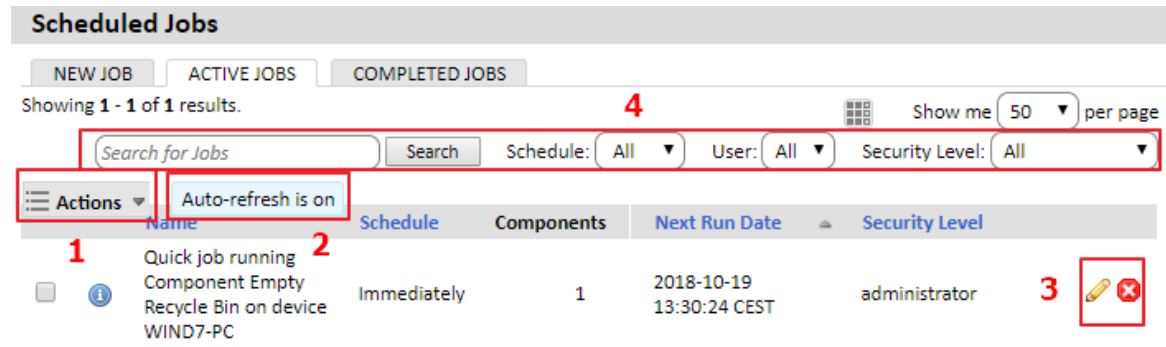 Scheduled Jobs
NEW JOB ACTIVE JOBS COMPLETED JOBS
Showing 1 - 1 of 1 results.
4
Show me 50 per page
Search for Jobs Search Schedule: All User: All Security Level: All
Actions Auto-refresh is on
Name Schedule Components Next Run Date Security Level
1 2
Quick job running
Component Empty
Recycle Bin on device
WIND7-PC
Immediately
1
2018-10-19
13:30:24 CEST
administrator
3